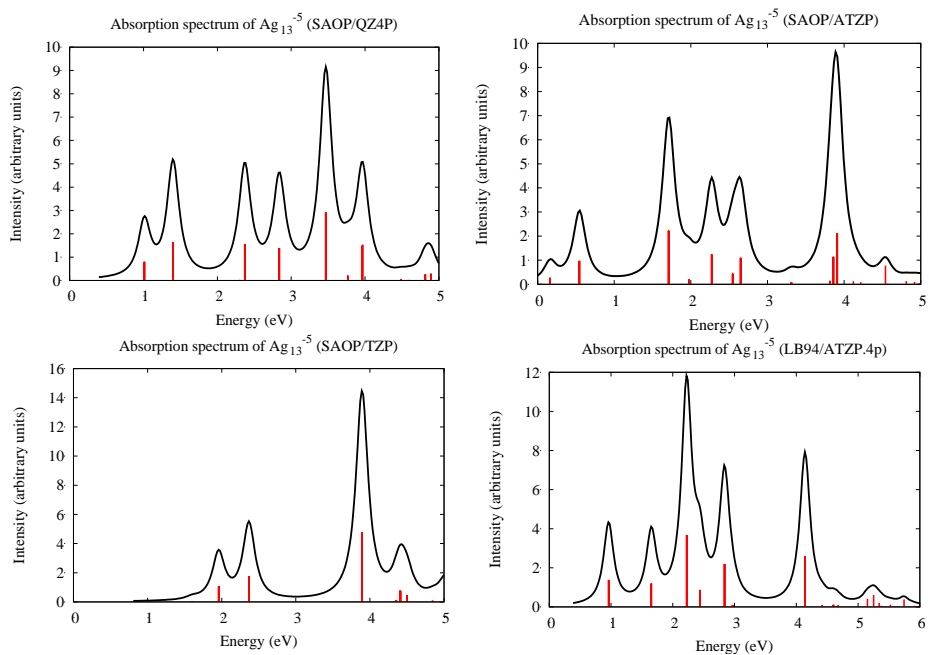 Absorption spectrum of Ag13^-5 (SAOP/QZ4P)
10
9
8
7
6
5
4
3
2
1
0
0 1 2 3 4 5
Intensity (arbitrary units)
Energy (eV)
Absorption spectrum of Ag13^-5 (SAOP/ATZP)
10
9
8
7
6
5
4
3
2
1
0
0 1 2 3 4 5
Intensity (arbitrary units)
Energy (eV)
Absorption spectrum of Ag13^-5 (SAOP/TZP)
16
14
12
10
8
6
4
2
0
0 1 2 3 4 5
Intensity (arbitrary units)
Energy (eV)
Absorption spectrum of Ag13^-5 (LB94/ATZP.4p)
12
10
8
6
4
2
0
0 1 2 3 4 5 6
Intensity (arbitrary units)
Energy (eV)